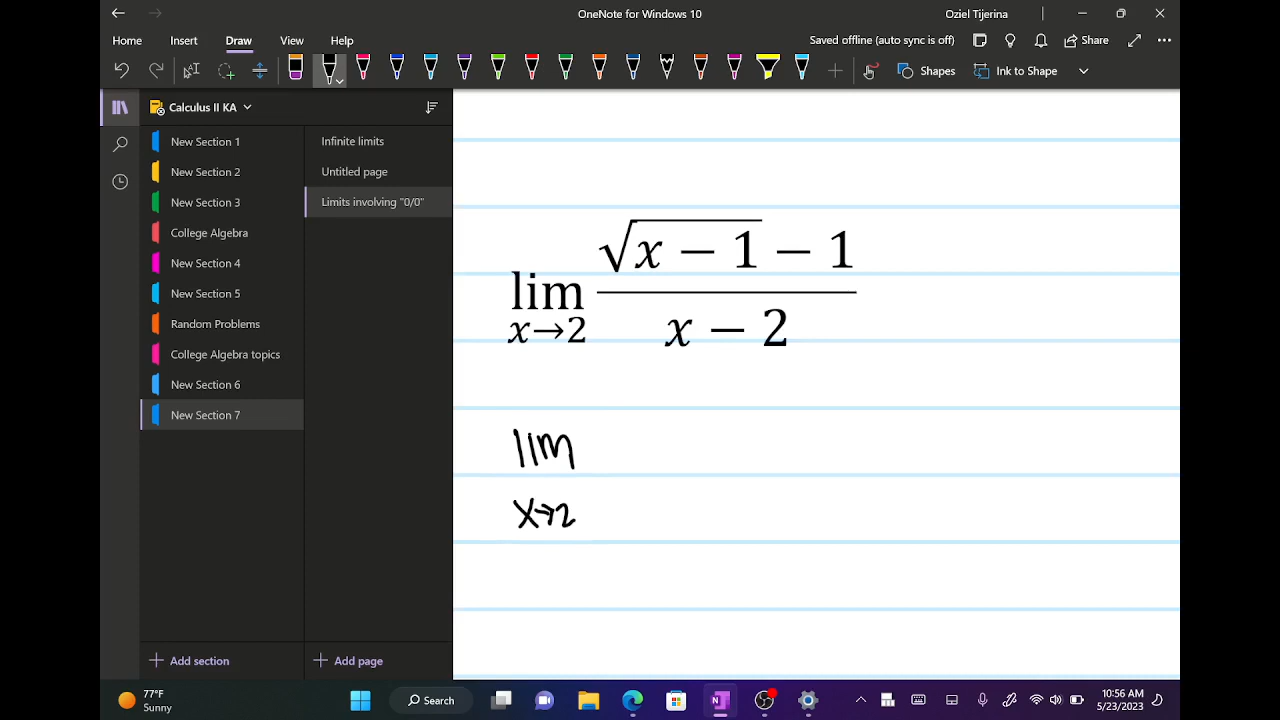 OneNote for Windows 10
Oziel Tijerina
Home Insert Draw View Help
Saved offline (auto sync is off)
Share
Shapes
Ink to Shape
Calculus II KA
New Section 1
New Section 2
New Section 3
College Algebra
New Section 4
New Section 5
Random Problems
College Algebra topics
New Section 6
New Section 7
Add section
Infinite limits
Untitled page
Limits involving "0/0"
Add page
√x − 1 − 1
lim
x→2
x − 2
lim
x→2
77°F
Sunny
Search
10:56 AM
5/23/2023